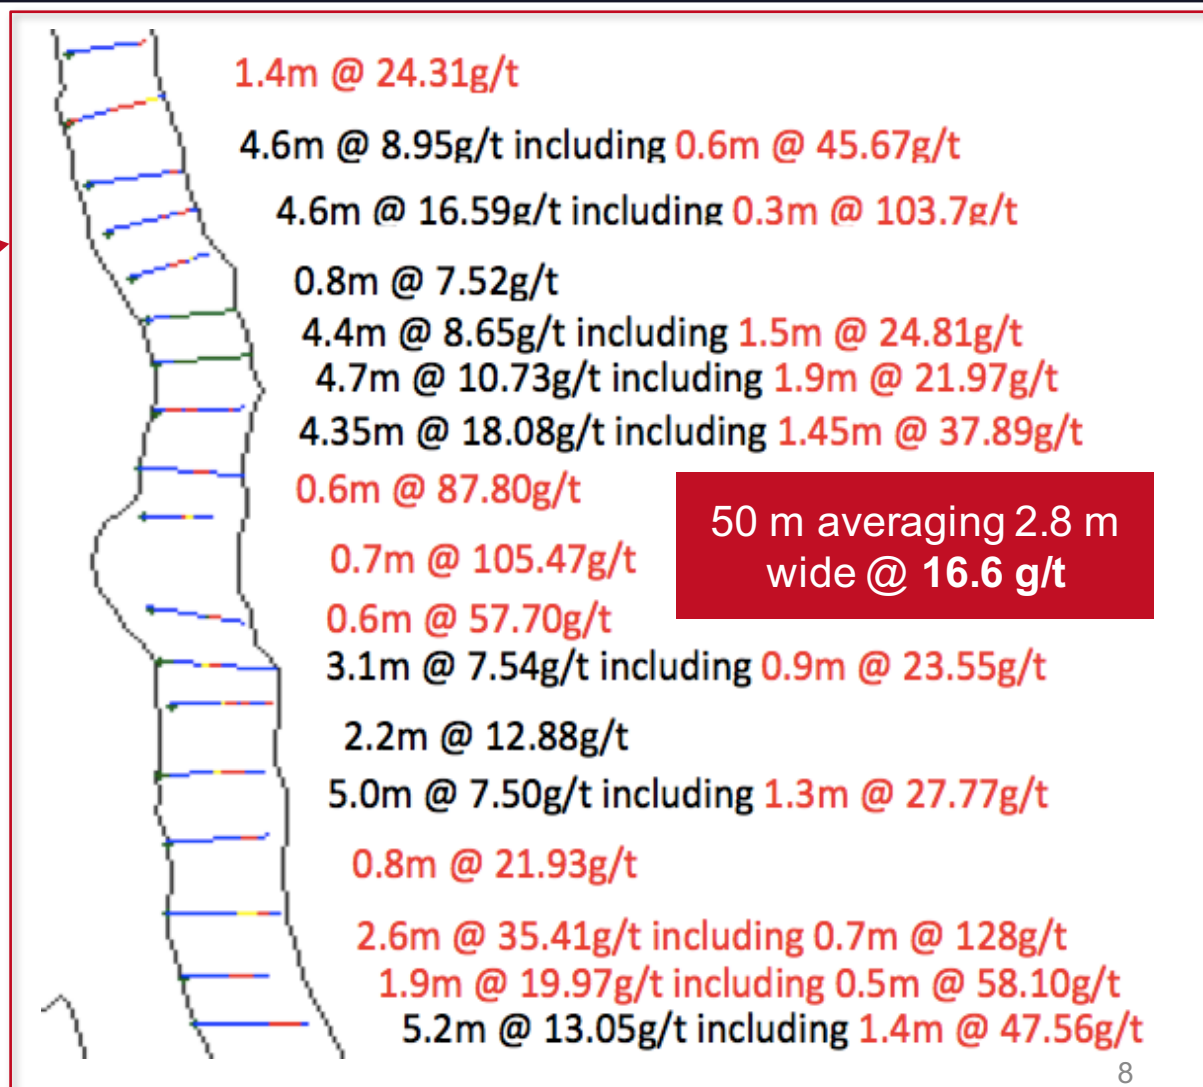 1.4m @ 24.31g/t
4.6m @ 8.95g/t including 0.6m @ 45.67g/t
4.6m @ 16.59g/t including 0.3m @ 103.7g/t
0.8m @ 7.52g/t
4.4m @ 8.65g/t including 1.5m @ 24.81g/t
4.7m @ 10.73g/t including 1.9m @ 21.97g/t
4.35m @ 18.08g/t including 1.45m @ 37.89g/t
0.6m @ 87.80g/t
50 m averaging 2.8 m
wide @ 16.6 g/t
0.7m @ 105.47g/t
0.6m @ 57.70g/t
3.1m @ 7.54g/t including 0.9m @ 23.55g/t
2.2m @ 12.88g/t
5.0m @ 7.50g/t including 1.3m @ 27.77g/t
0.8m @ 21.93g/t
2.6m @ 35.41g/t including 0.7m @ 128g/t
1.9m @ 19.97g/t including 0.5m @ 58.10g/t
5.2m @ 13.05g/t including 1.4m @ 47.56g/t
8